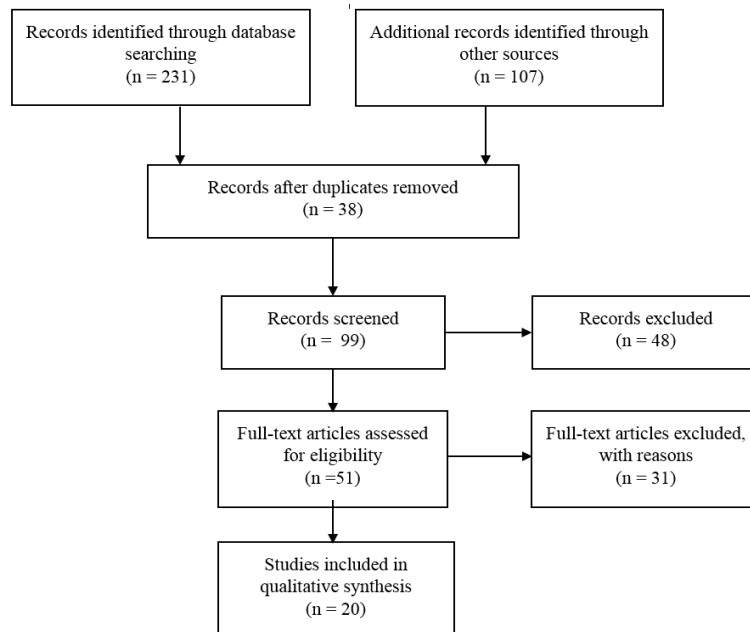 Records identified through database
searching
(n = 231)
Additional records identified through
other sources
(n = 107)
Records after duplicates removed
(n = 38)
Records screened
(n = 99)
Records excluded
(n = 48)
Full-text articles assessed
for eligibility
(n =51)
Full-text articles excluded,
with reasons
(n = 31)
Studies included in
qualitative synthesis
(n = 20)